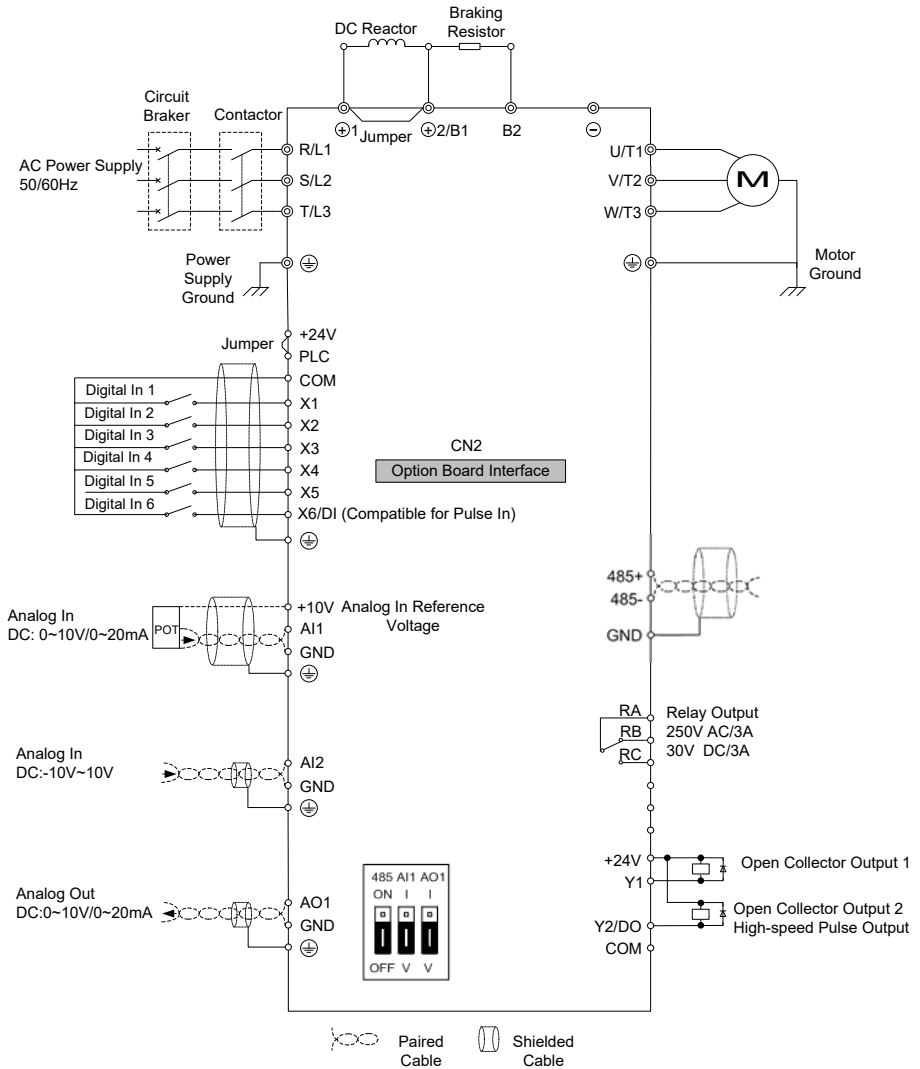 DC Reactor
Braking
Resistor
Circuit
Braker
Contactor
⊕1
Jumper
⊕2/B1
B2
⊖
AC Power Supply
50/60Hz
R/L1
S/L2
T/L3
U/T1
V/T2
W/T3
M
Power
Supply
Ground
Motor
Ground
Jumper
+24V
PLC
COM
Digital In 1
X1
Digital In 2
X2
Digital In 3
X3
Digital In 4
X4
Digital In 5
X5
Digital In 6
X6/DI (Compatible for Pulse In)
CN2
Option Board Interface
485+
485-
GND
Analog In
DC: 0~10V/0~20mA
POT
+10V Analog In Reference
Voltage
AI1
GND
RA
RB
RC
Relay Output
250V AC/3A
30V DC/3A
Analog In
DC:-10V~10V
AI2
GND
Analog Out
DC:0~10V/0~20mA
AO1
GND
485 AI1 AO1
ON I I
OFF V V
+24V
Y1
Open Collector Output 1
Y2/DO
COM
Open Collector Output 2
High-speed Pulse Output
Paired
Cable
Shielded
Cable